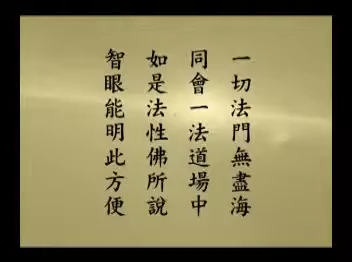 一切法門無盡海
同會一法道場中
如是法性佛所說
智眼能明此方便